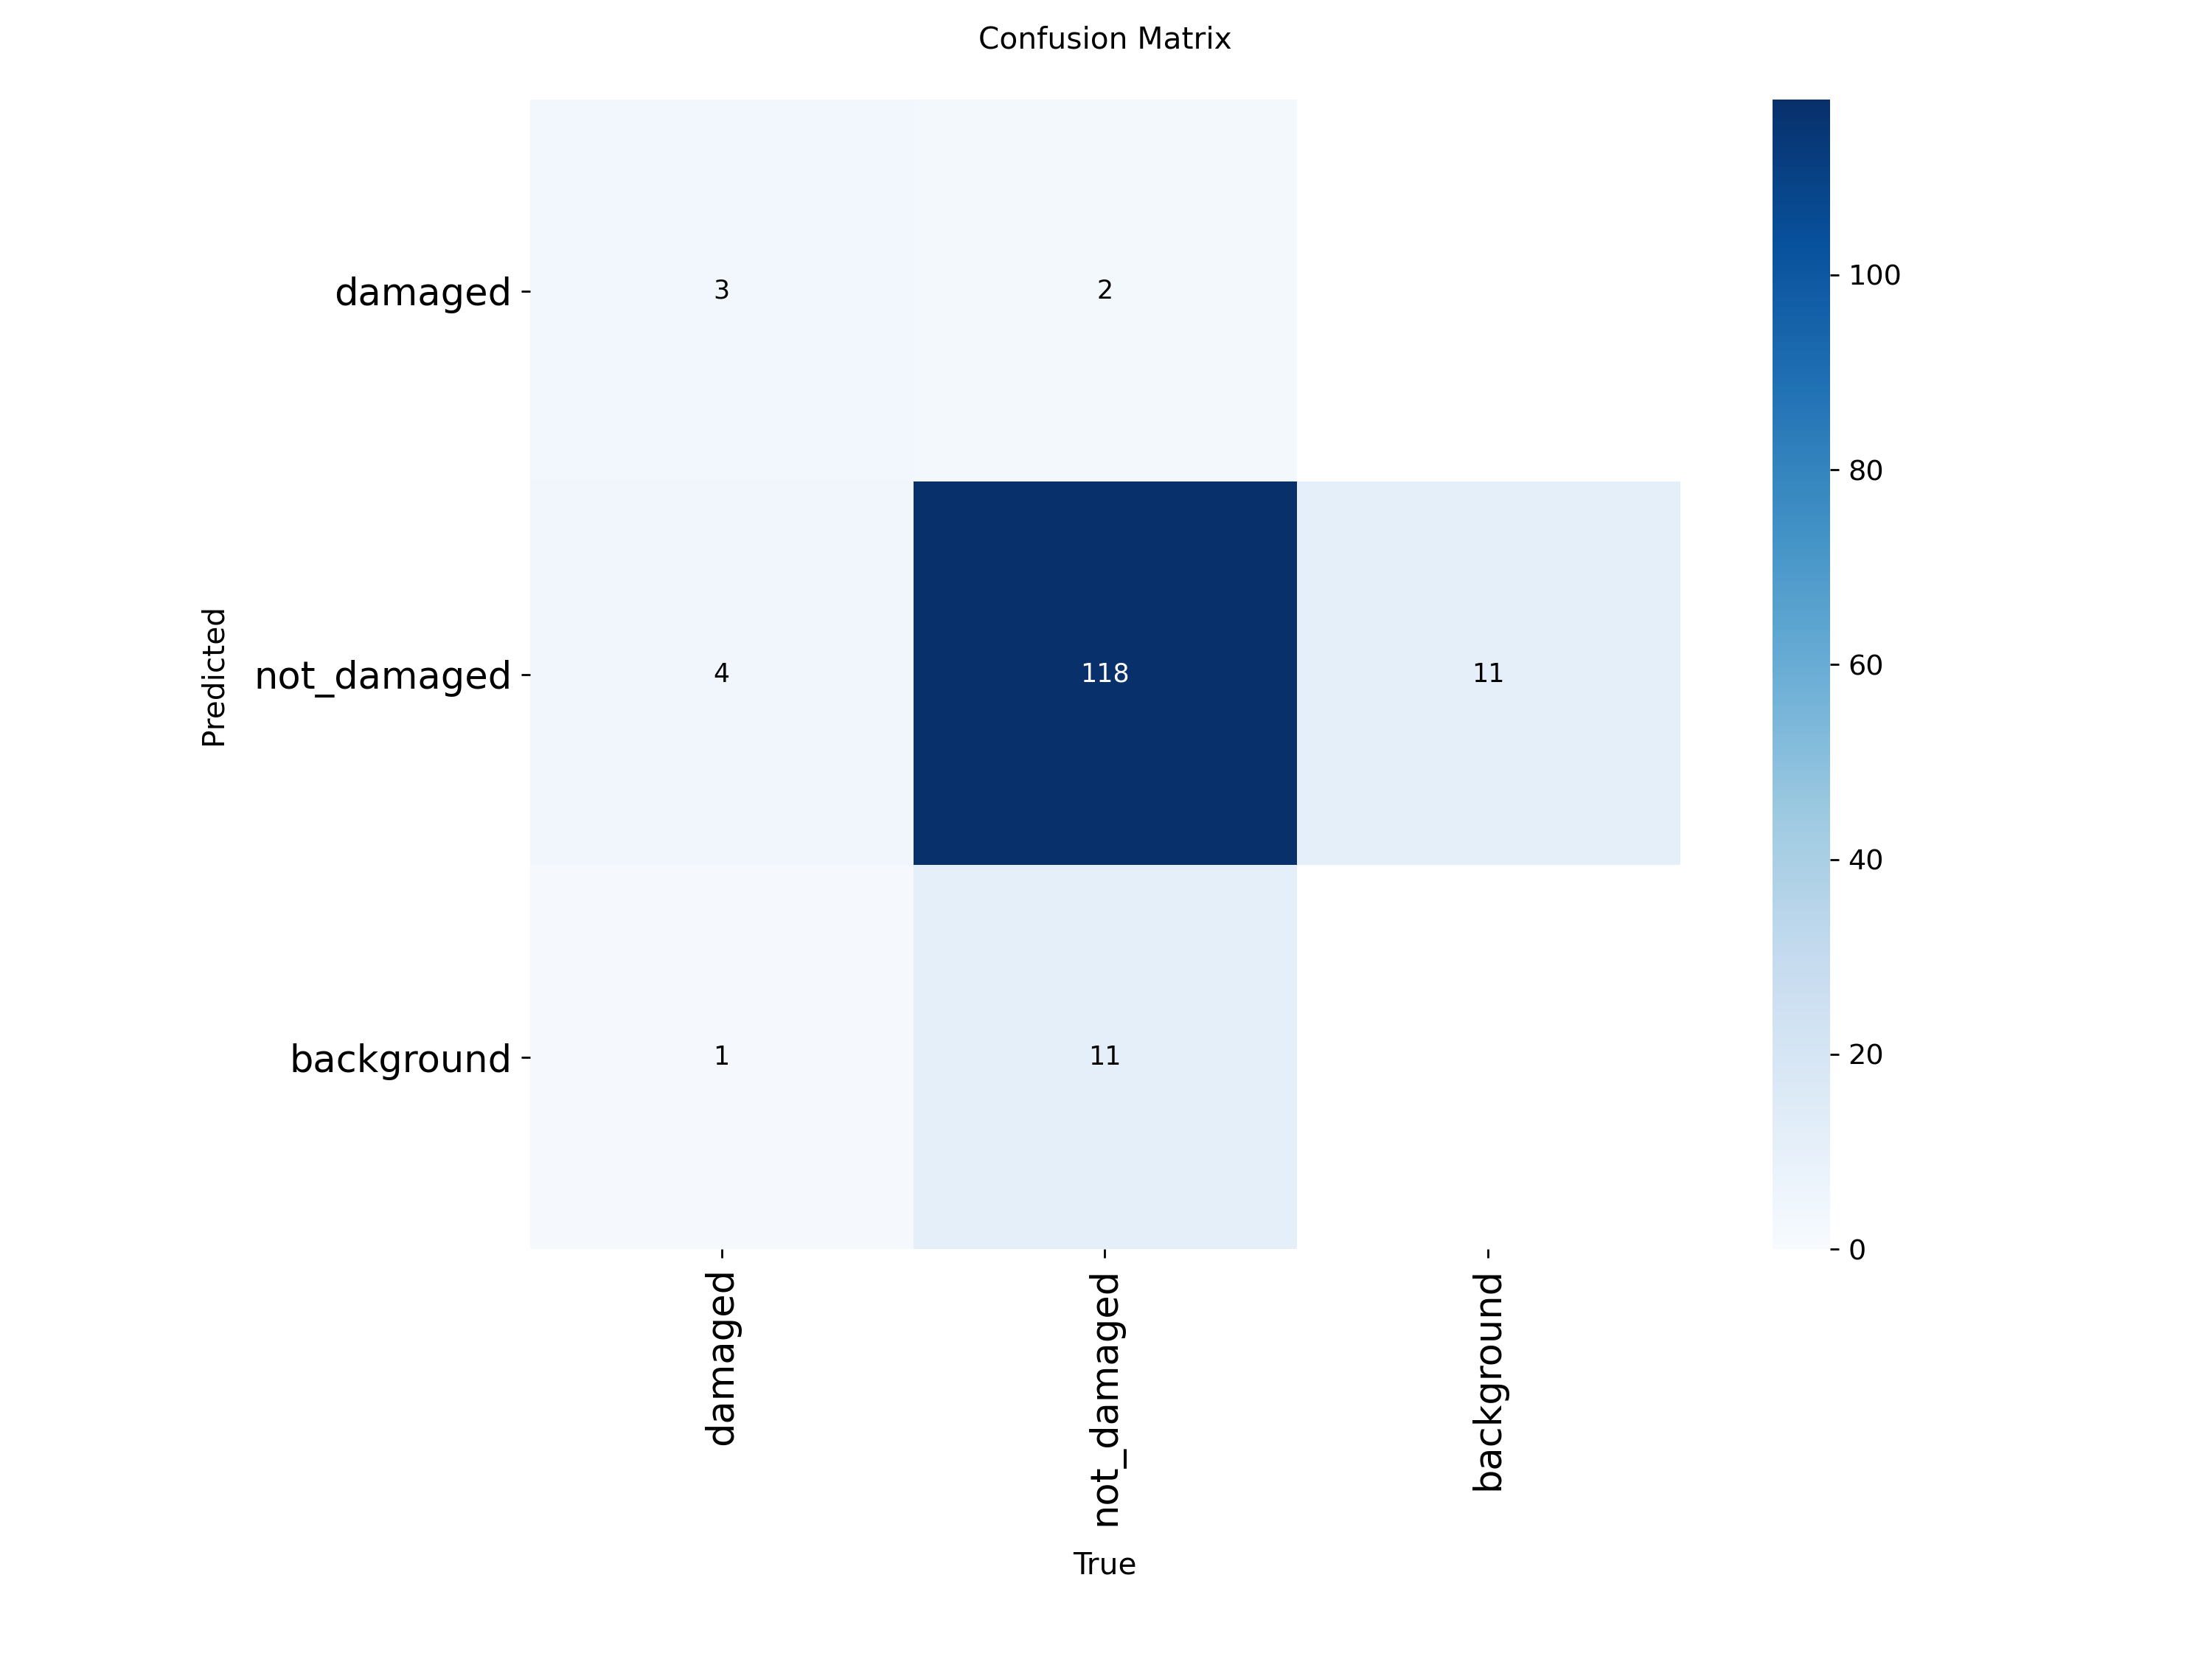 Confusion Matrix
damaged
3
2
not_damaged
4
118
11
background
1
11
Predicted
damaged
not_damaged
background
True
100
80
60
40
20
0